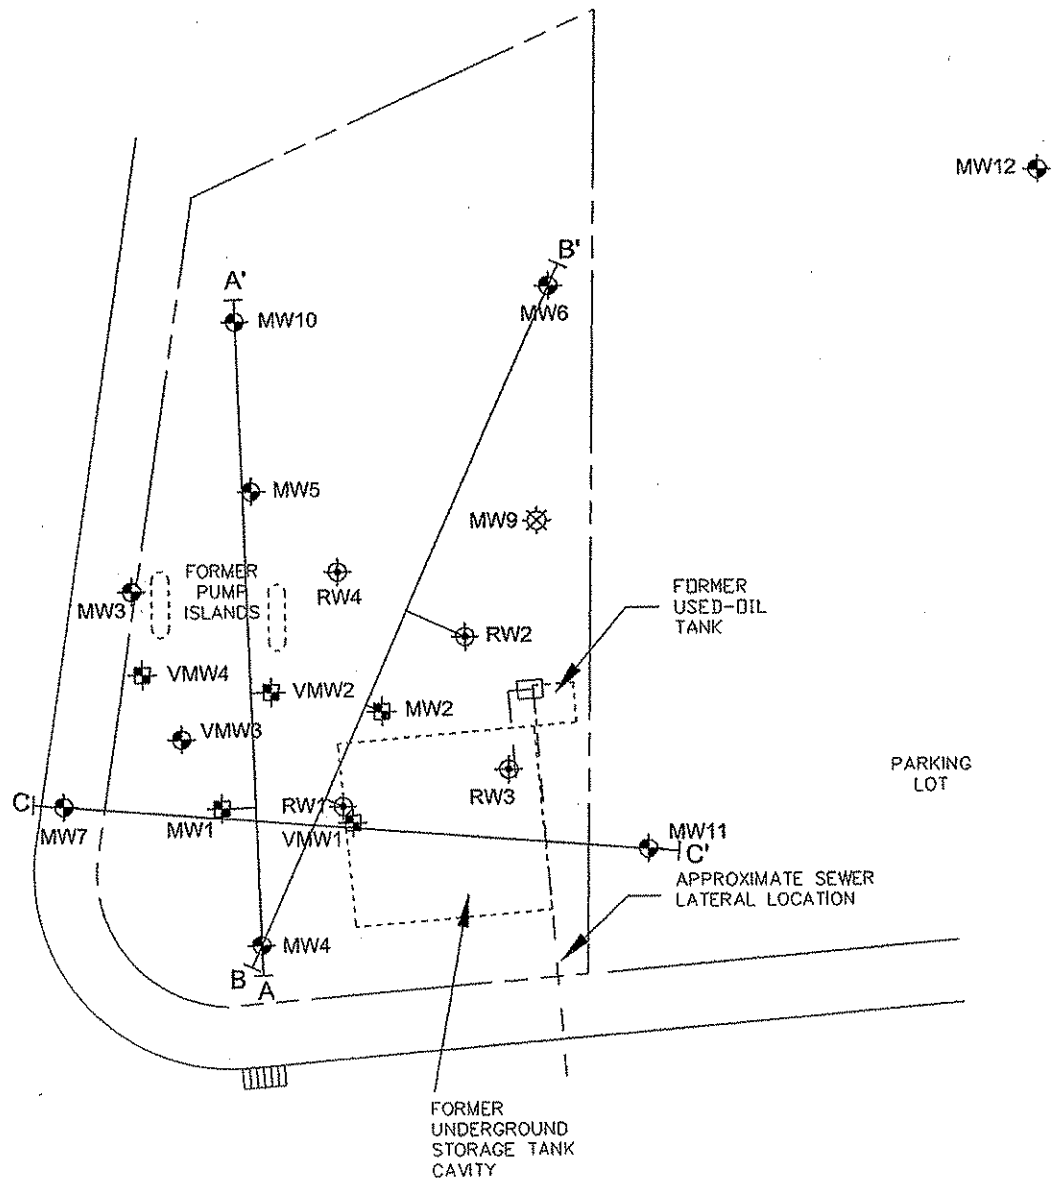 MW12
B'
A'
MW10
MW6
MW5
MW9
FORMER
PUMP
ISLANDS
RW4
MW3
FORMER
USED-OIL
TANK
RW2
VMW4
VMW2
MW2
VMW3
RW3
PARKING
LOT
C
MW7
MW1
RW1
VMW1
MW11
C'
APPROXIMATE SEWER
LATERAL LOCATION
MW4
B
A
FORMER
UNDERGROUND
STORAGE TANK
CAVITY